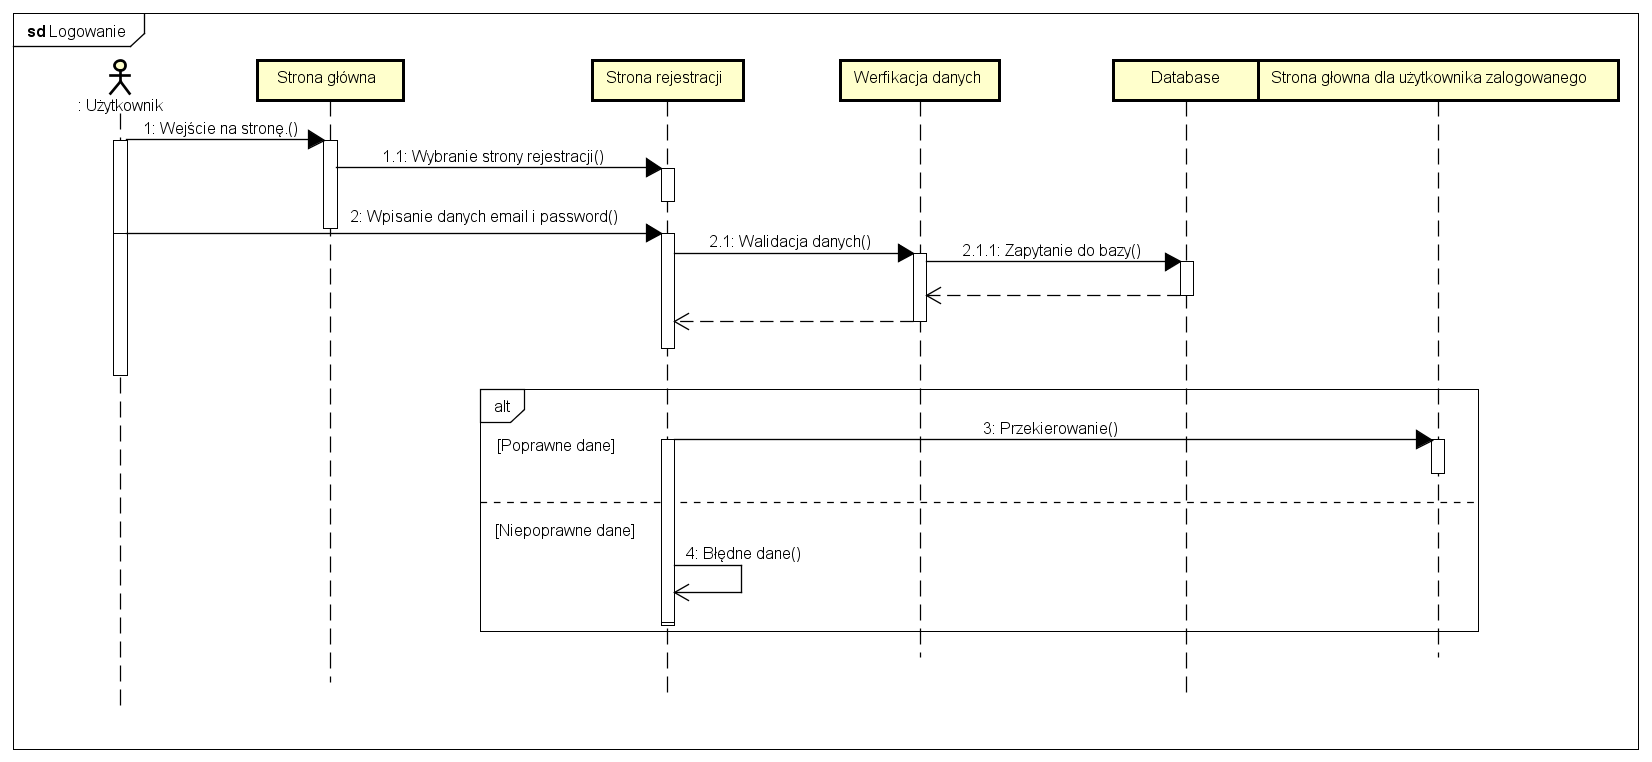 sd Logowanie
: Użytkownik
Strona główna
Strona rejestracji
Werfikacja danych
Database
Strona głowna dla użytkownika zalogowanego
1: Wejście na stronę.()
1.1: Wybranie strony rejestracji()
2: Wpisanie danych email i password()
2.1: Walidacja danych()
2.1.1: Zapytanie do bazy()
alt
[Poprawne dane]
3: Przekierowanie()
[Niepoprawne dane]
4: Błędne dane()